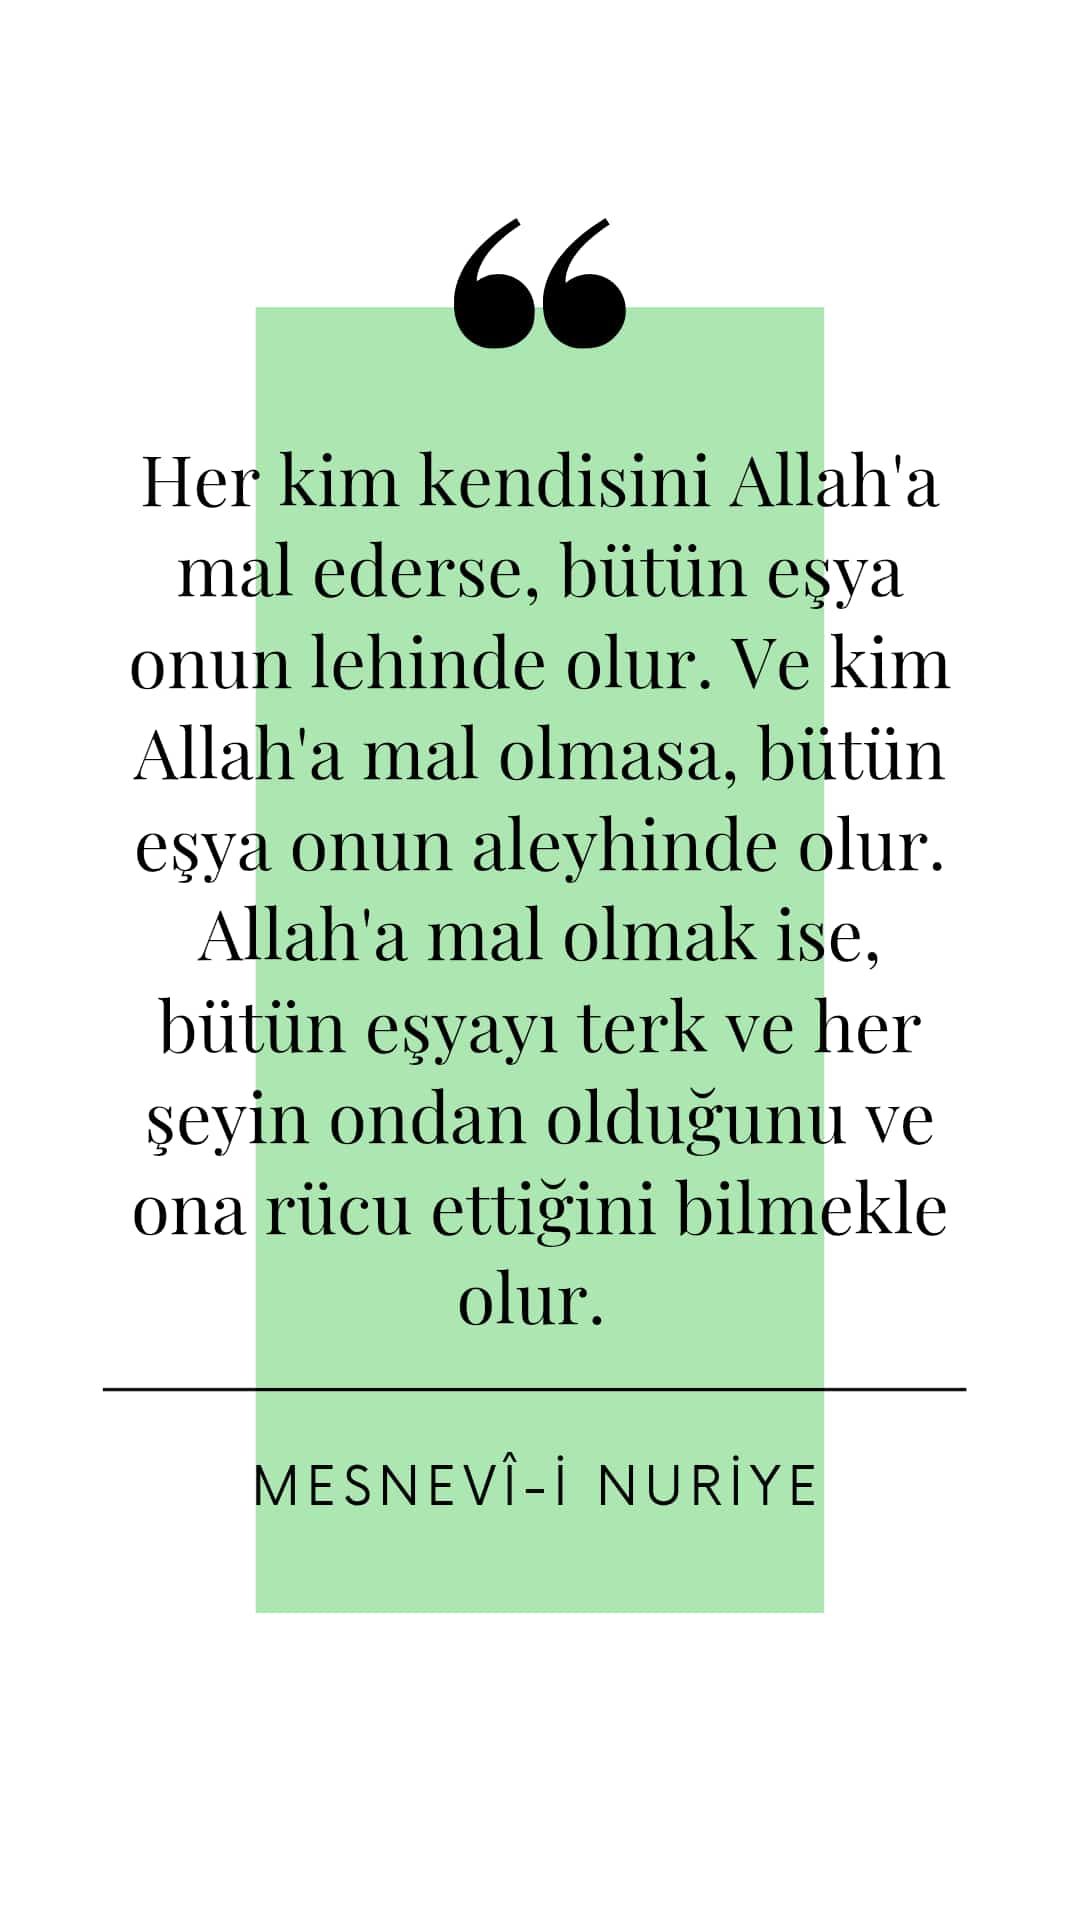 “
Her kim kendisini Allah'a
mal ederse, bütün eşya
onun lehinde olur. Ve kim
Allah'a mal olmasa, bütün
eşya onun aleyhinde olur.
Allah'a mal olmak ise,
bütün eşyayı terk ve her
şeyin ondan olduğunu ve
ona rücu ettiğini bilmekle
olur.
MESNEVÎ-İ NURİYE